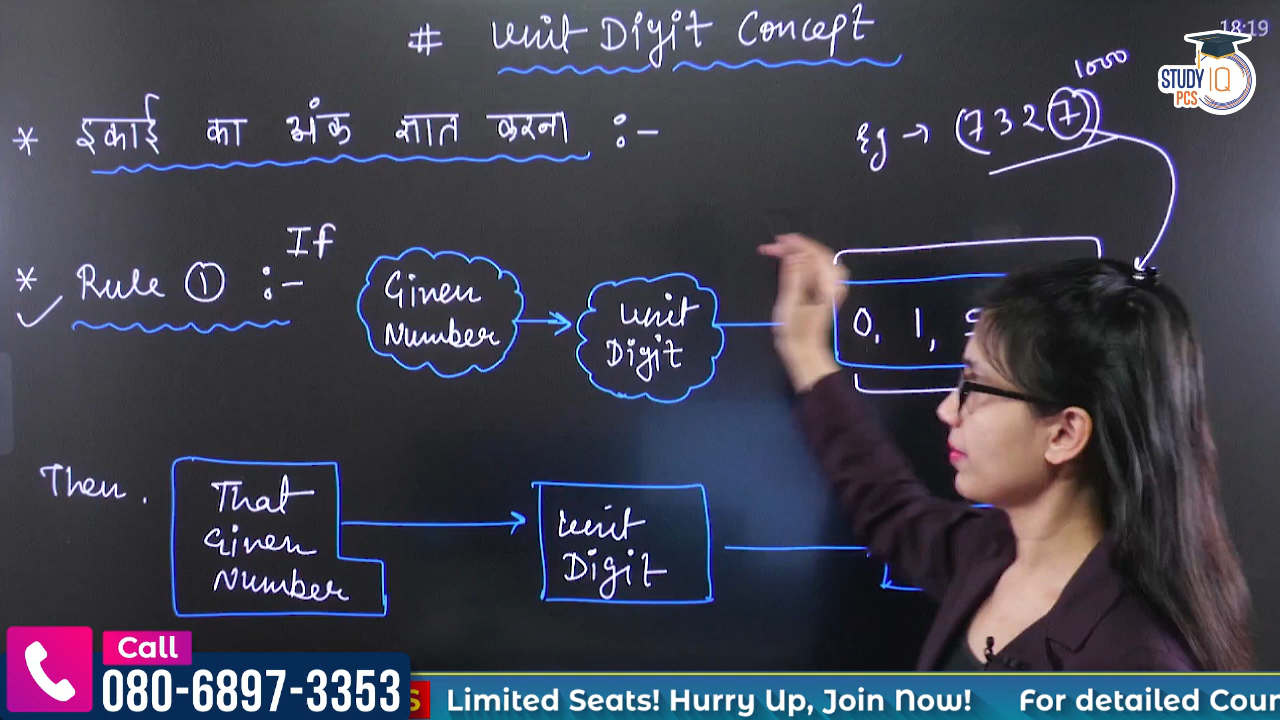 # Unit Digit Concept
18:19
STUDY IQ
PCS
* इकाई का अंक ज्ञात करना :-
Eg → (7327)^1000
* Rule ① :- If
Given
Number
Unit
Digit
0, 1, 5
Then.
That
Given
Number
Unit
Digit
Call
080-6897-3353
S
Limited Seats! Hurry Up, Join Now! For detailed Cour